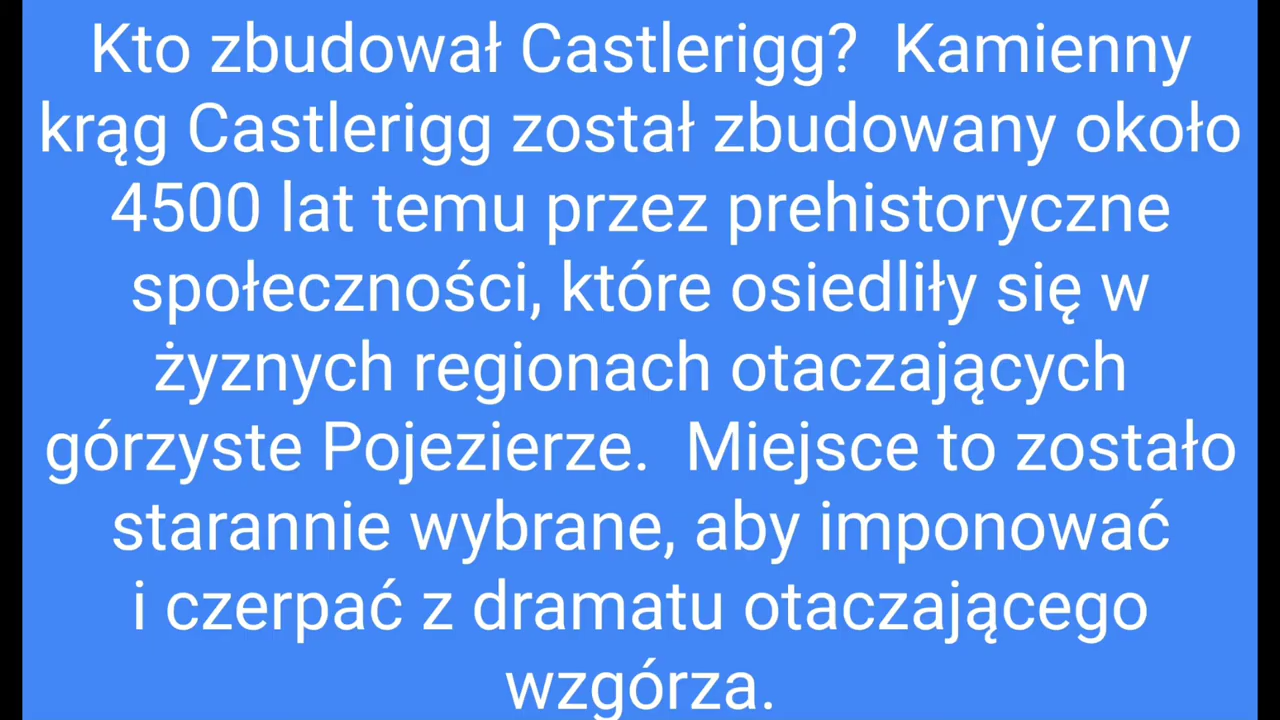 Kto zbudował Castlerigg?  Kamienny
krąg Castlerigg został zbudowany około
4500 lat temu przez prehistoryczne
społeczności, które osiedliły się w
żyznych regionach otaczających
górzyste Pojezierze.  Miejsce to zostało
starannie wybrane, aby imponować
i czerpać z dramatu otaczającego
wzgórza.